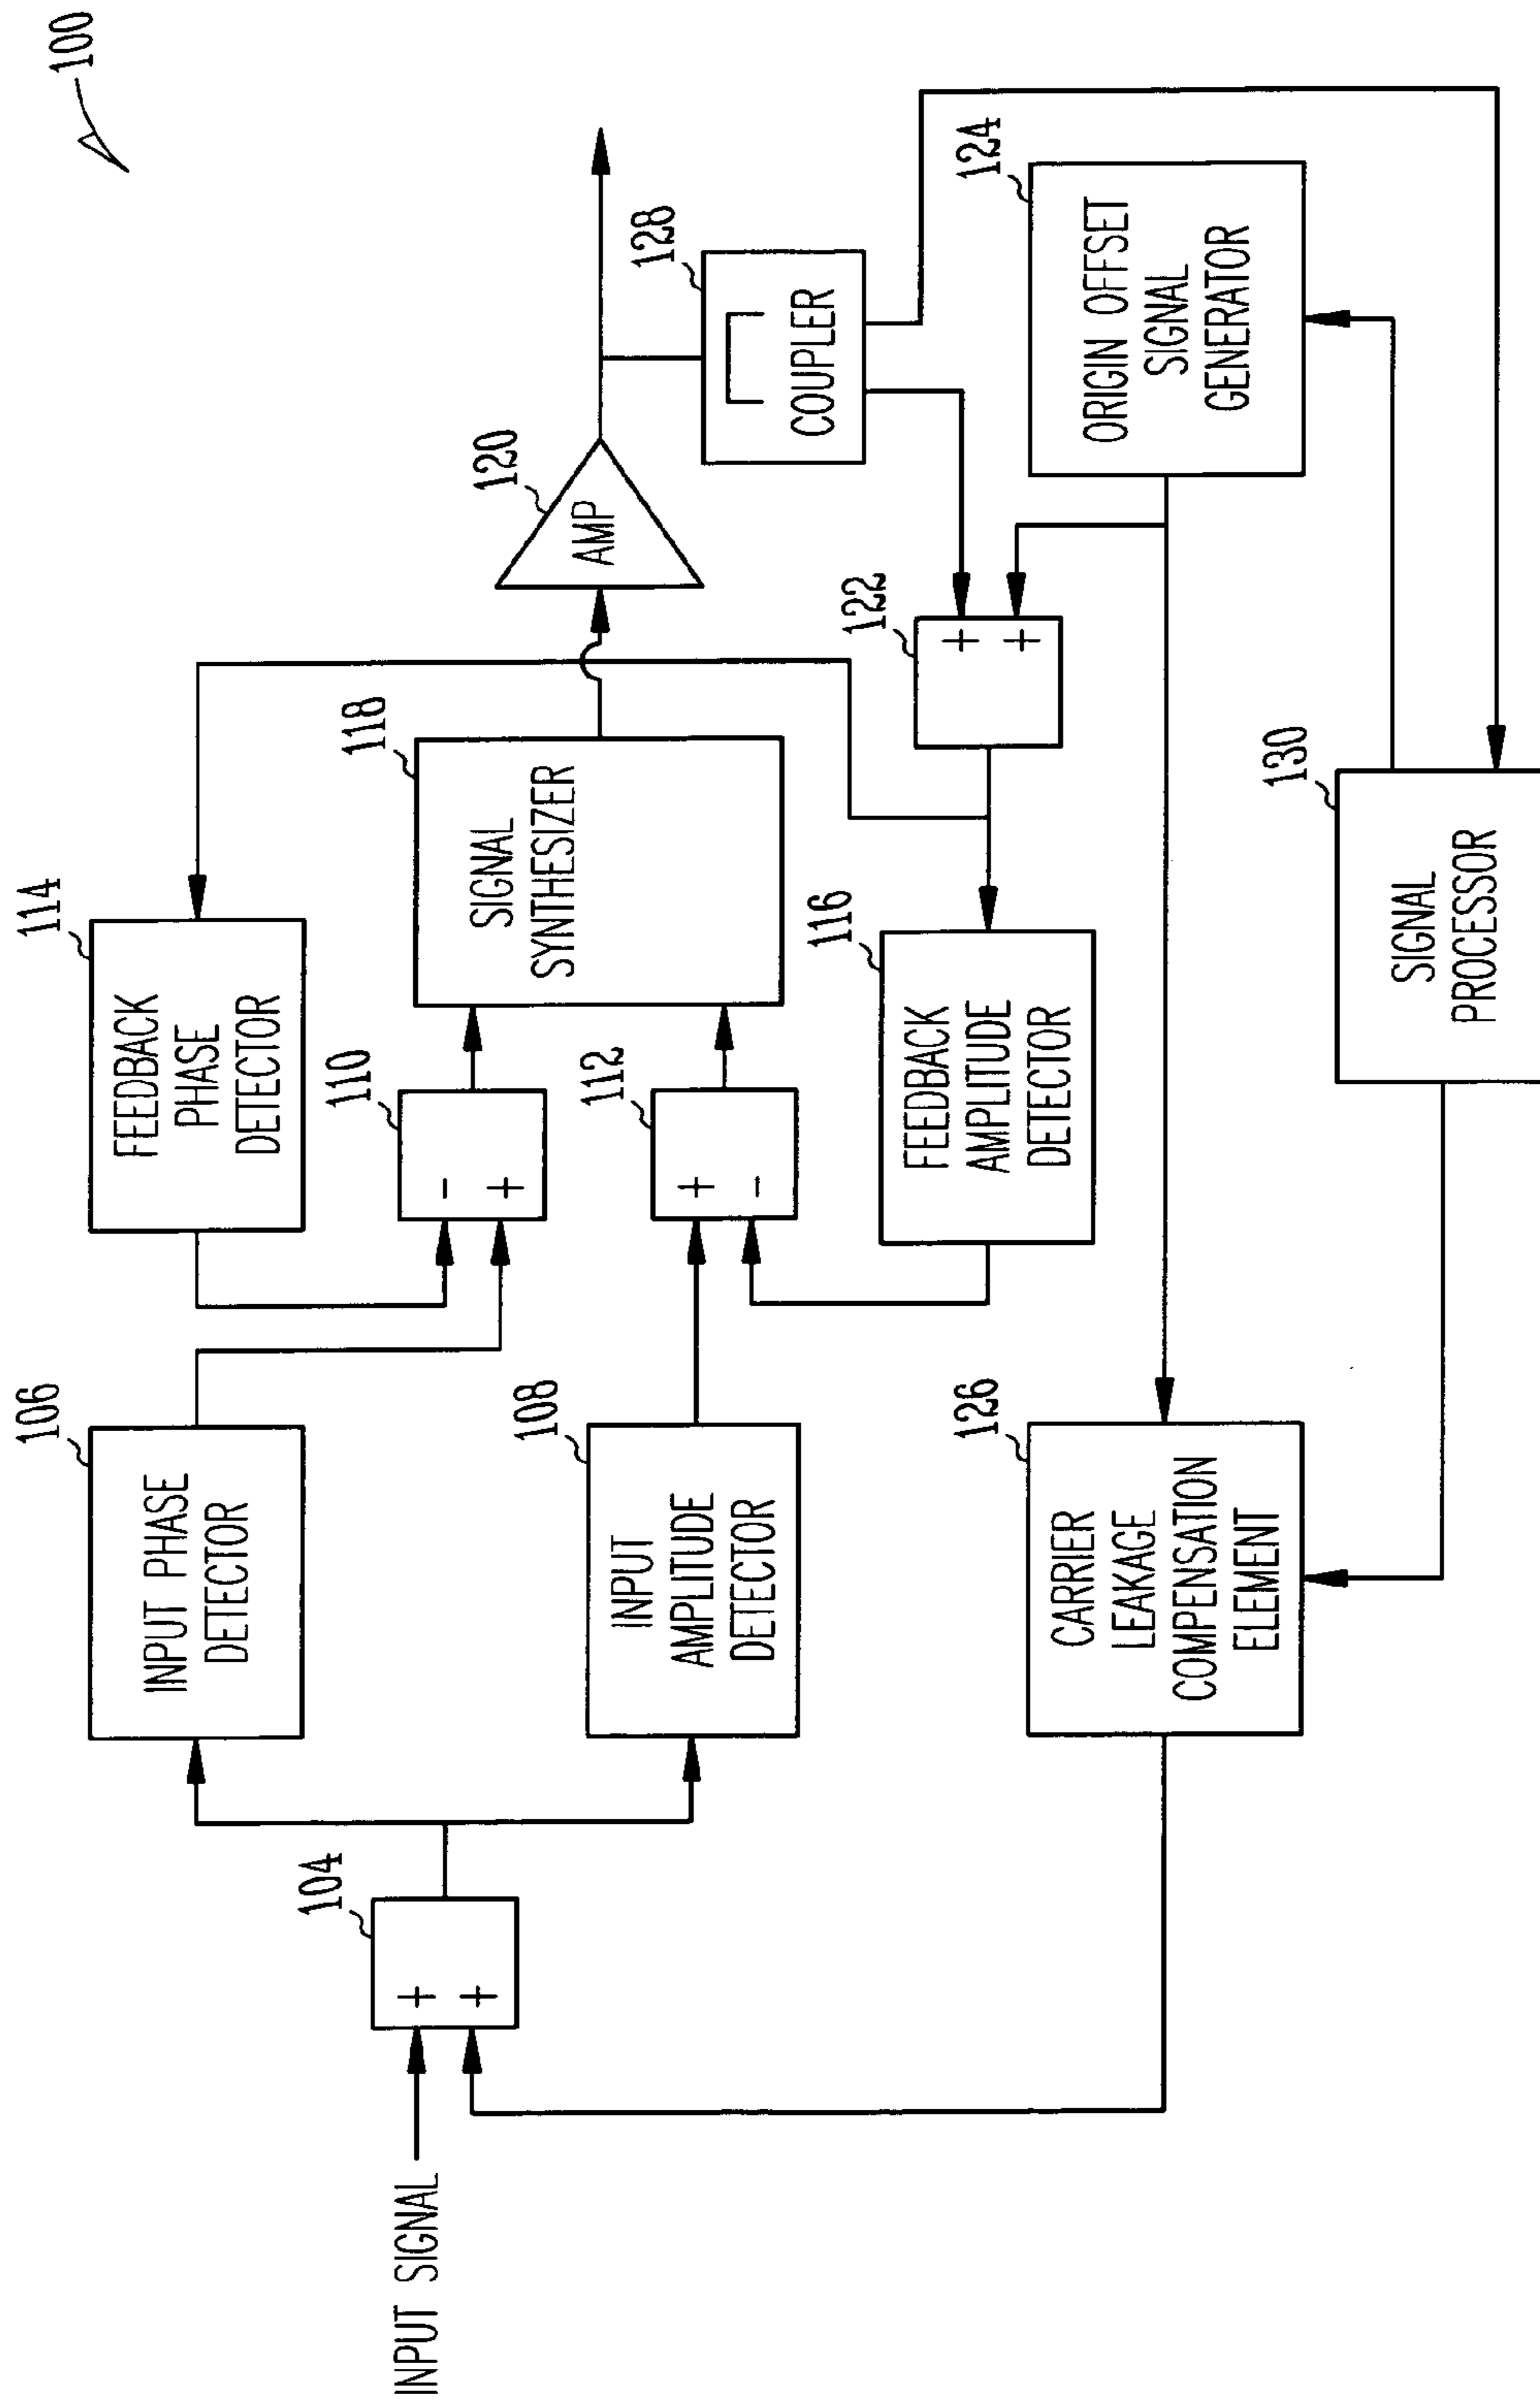 100
114
FEEDBACK
PHASE
DETECTOR
106
INPUT PHASE
DETECTOR
110
-
+
118
SIGNAL
SYNTHESIZER
120
AMP
104
+
+
INPUT SIGNAL
108
INPUT
AMPLITUDE
DETECTOR
112
+
-
128
COUPLER
116
FEEDBACK
AMPLITUDE
DETECTOR
122
+
+
124
ORIGIN OFFSET
SIGNAL
GENERATOR
126
CARRIER
LEAKAGE
COMPENSATION
ELEMENT
130
SIGNAL
PROCESSOR